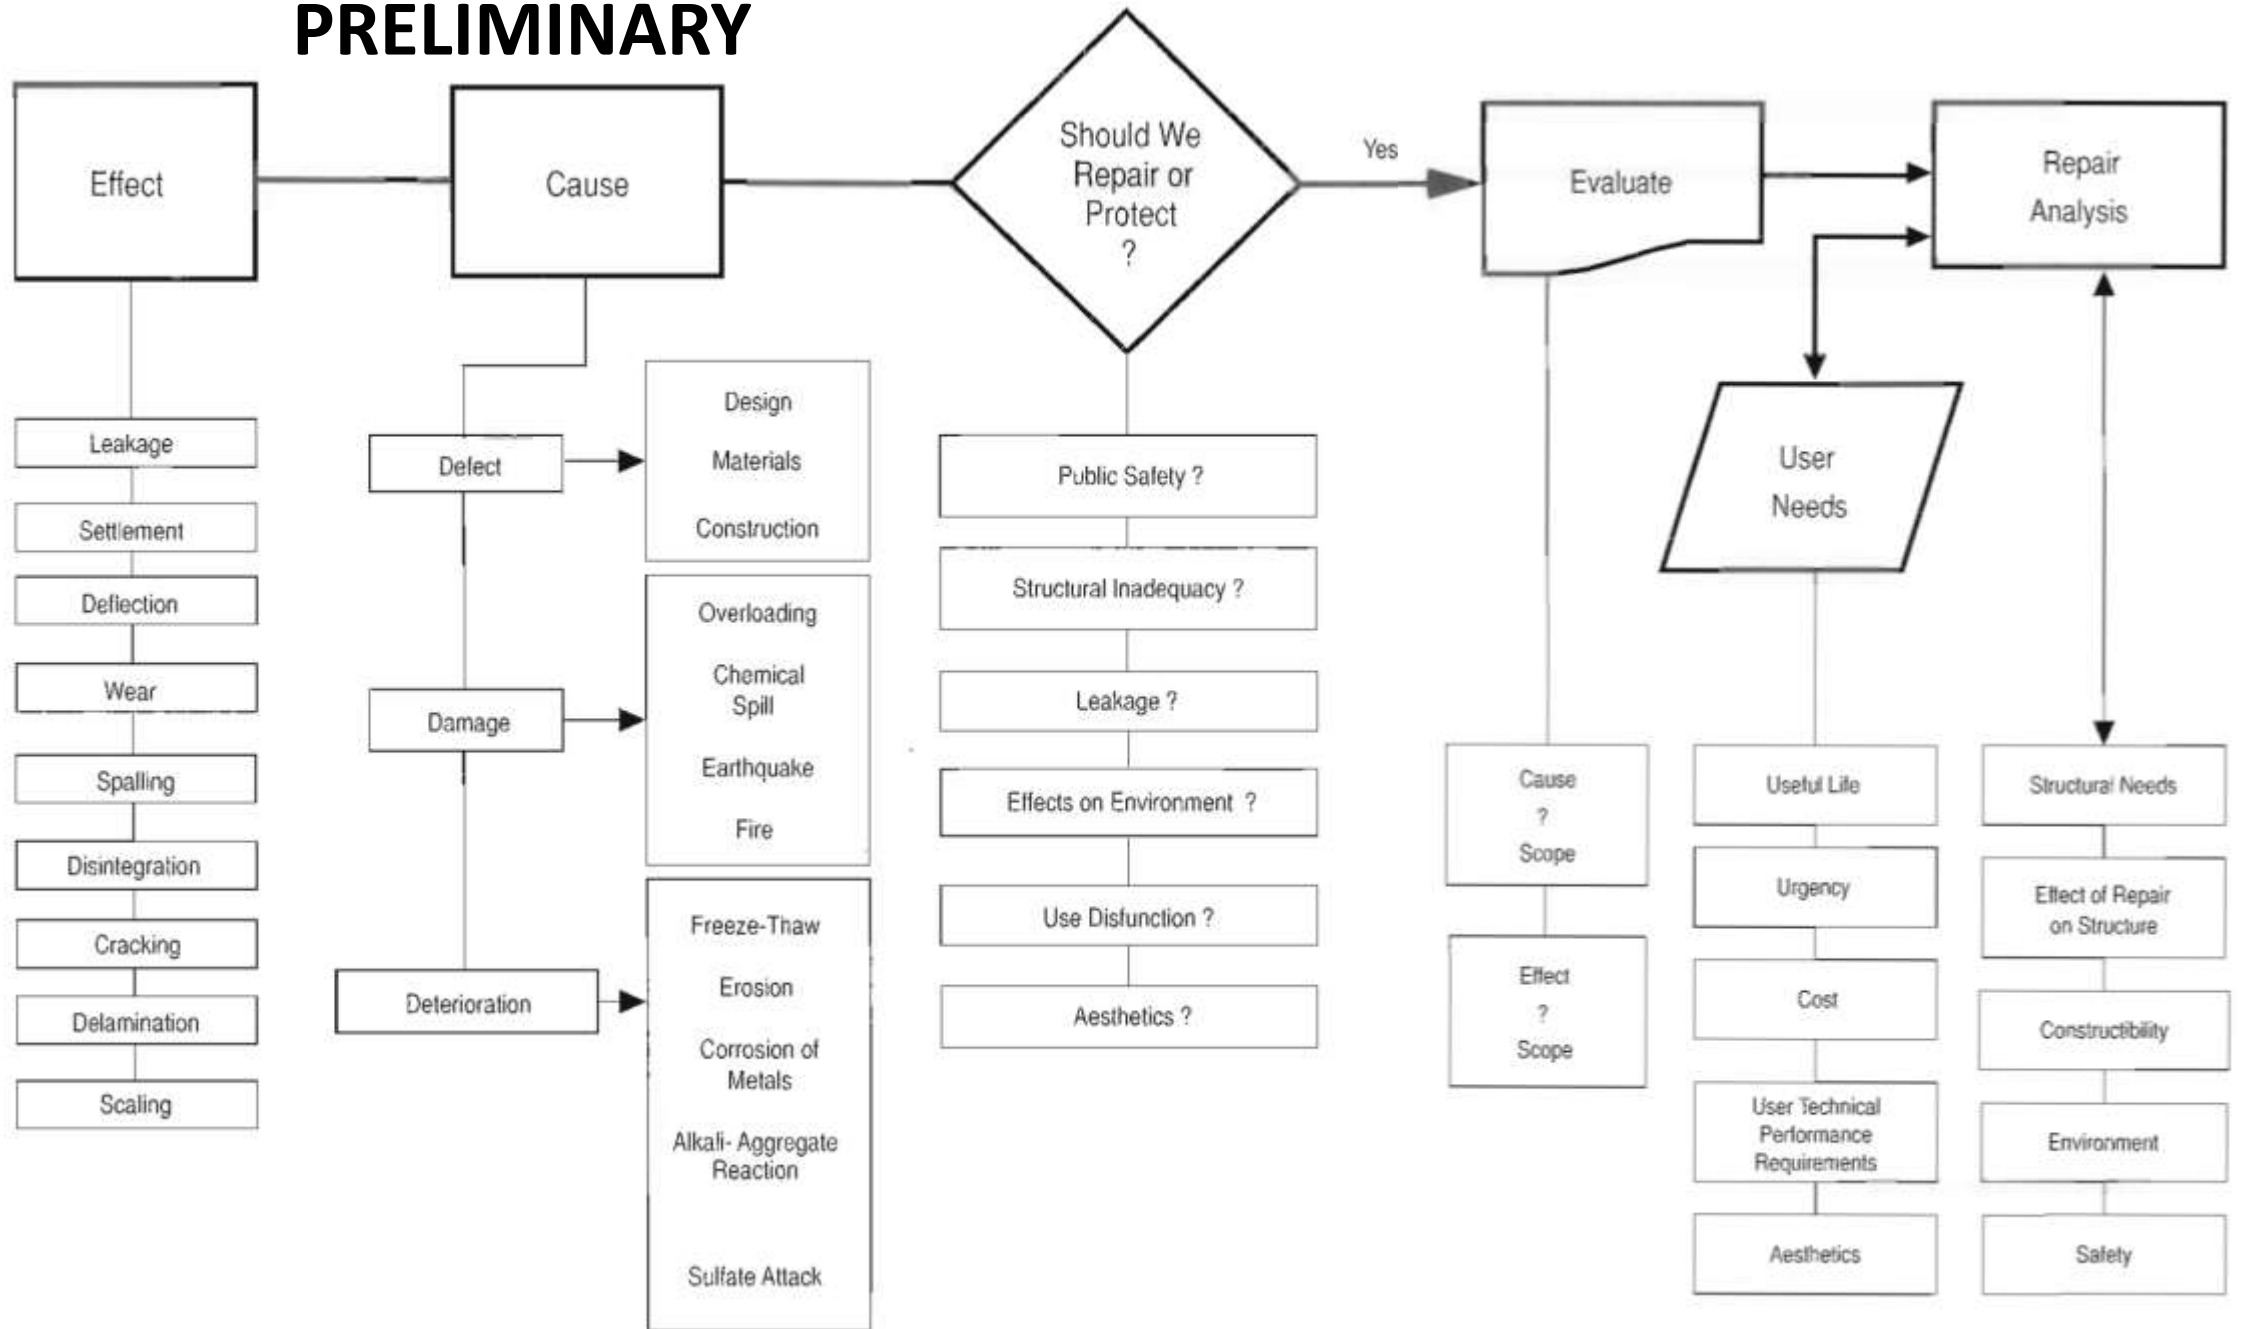 PRELIMINARY
Effect
Leakage
Settlement
Deflection
Wear
Spalling
Disintegration
Cracking
Delamination
Scaling
Cause
Defect
Design
Materials
Construction
Damage
Overloading
Chemical
Spill
Earthquake
Fire
Deterioration
Freeze-Thaw
Erosion
Corrosion of
Metals
Alkali- Aggregate
Reaction
Sulfate Attack
Should We
Repair or
Protect
?
Public Safety ?
Structural Inadequacy ?
Leakage ?
Effects on Environment ?
Use Disfunction ?
Aesthetics ?
Yes
Evaluate
Cause
?
Scope
Effect
?
Scope
Repair
Analysis
User
Needs
Useful Life
Urgency
Cost
User Technical
Performance
Requirements
Aesthetics
Structural Needs
Effect of Repair
on Structure
Constructibility
Environment
Safety